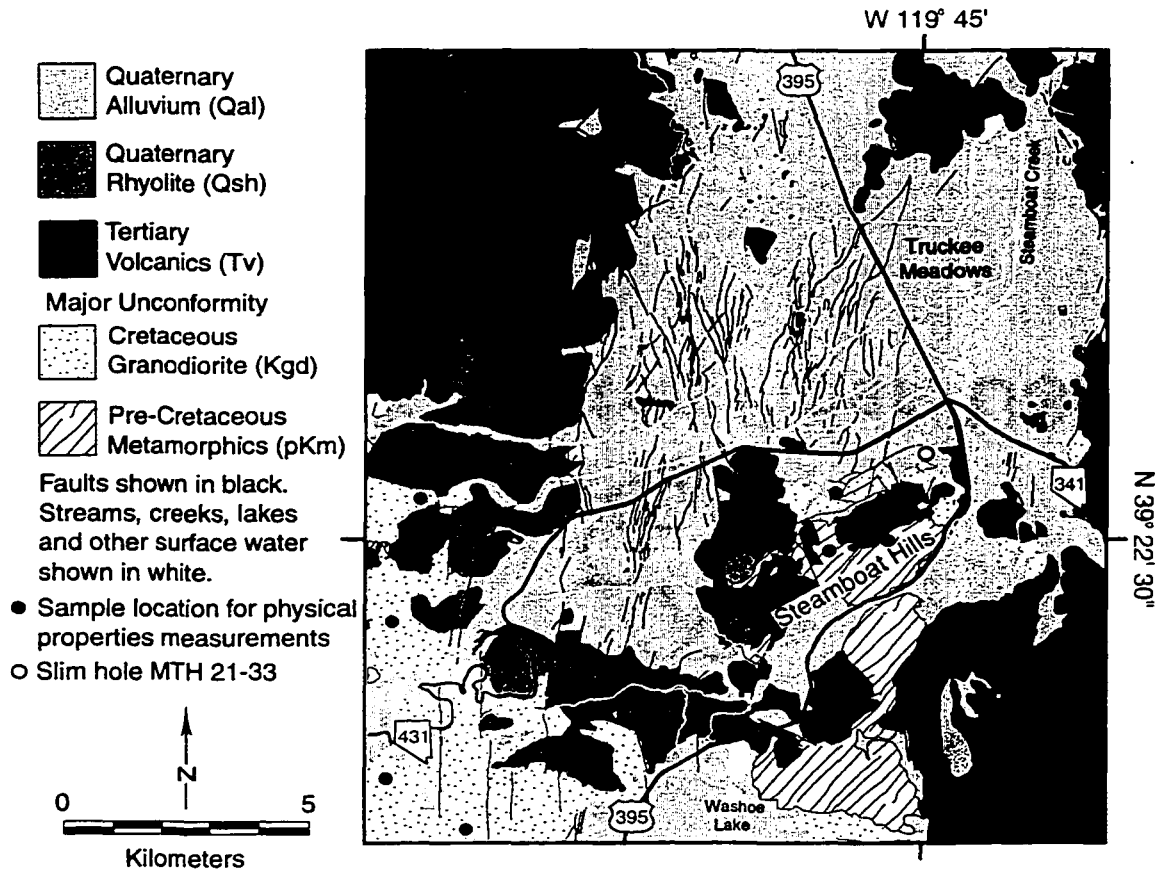 W 119° 45'
Quaternary
Alluvium (Qal)
Quaternary
Rhyolite (Qsh)
Tertiary
Volcanics (Tv)
Major Unconformity
Cretaceous
Granodiorite (Kgd)
Pre-Cretaceous
Metamorphics (pKm)
Faults shown in black.
Streams, creeks, lakes
and other surface water
shown in white.
Sample location for physical
properties measurements
Slim hole MTH 21-33
N
0 5
Kilometers
395
Truckee
Meadows
Steamboat Creek
341
N 39° 22' 30"
Steamboat Hills
431
395
Washoe
Lake